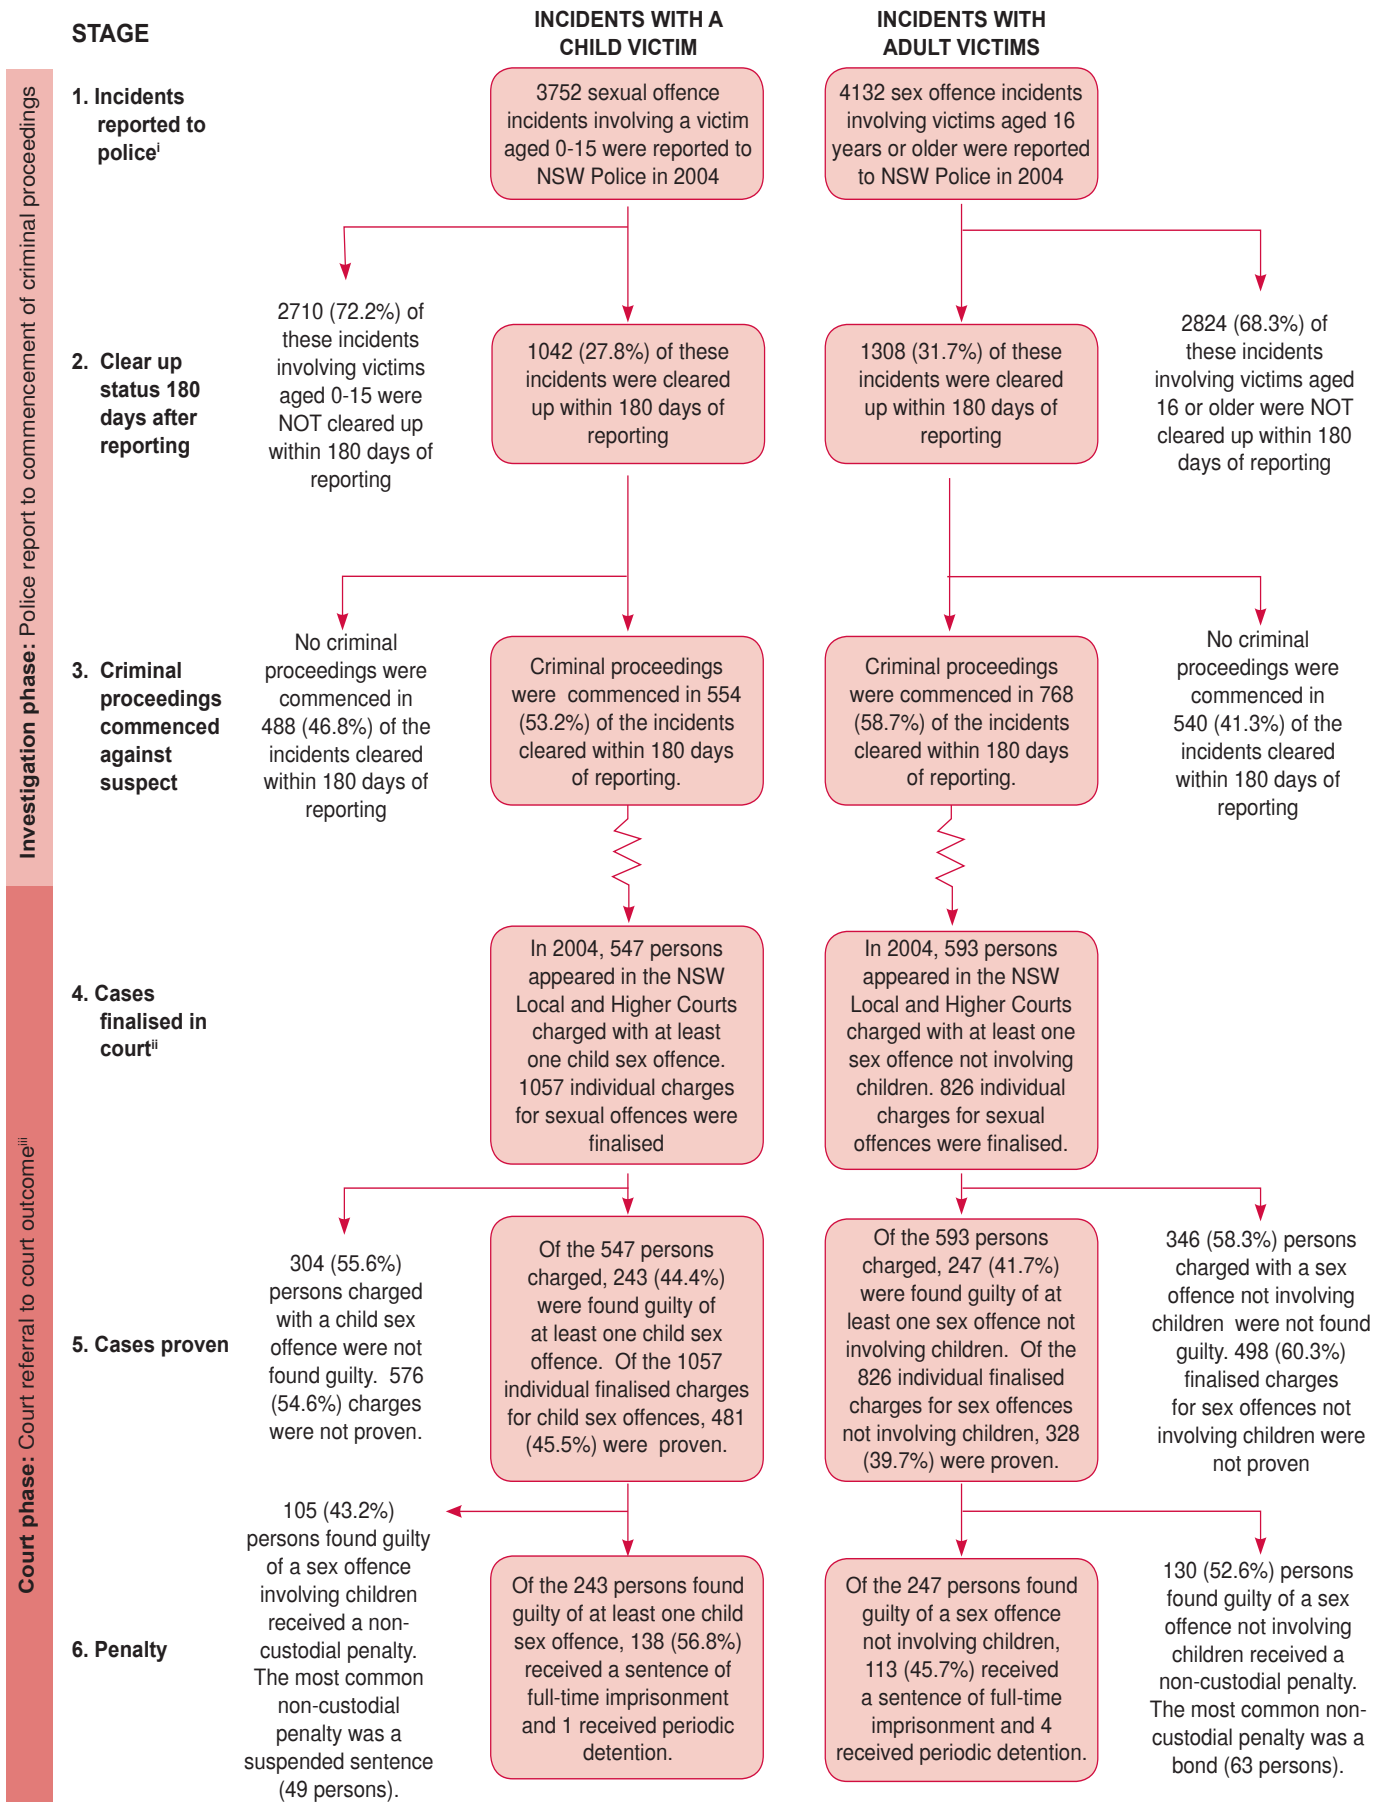 STAGE
INCIDENTS WITH A
CHILD VICTIM
INCIDENTS WITH
ADULT VICTIMS
Investigation phase: Police report to commencement of criminal proceedings
1. Incidents
reported to
policeⁱ
3752 sexual offence
incidents involving a victim
aged 0-15 were reported to
NSW Police in 2004
4132 sex offence incidents
involving victims aged 16
years or older were reported
to NSW Police in 2004
2. Clear up
status 180
days after
reporting
2710 (72.2%) of
these incidents
involving victims
aged 0-15 were
NOT cleared up
within 180 days of
reporting
1042 (27.8%) of these
incidents were cleared
up within 180 days of
reporting
1308 (31.7%) of these
incidents were cleared
up within 180 days of
reporting
2824 (68.3%) of
these incidents
involving victims aged
16 or older were NOT
cleared up within 180
days of reporting
3. Criminal
proceedings
commenced
against
suspect
No criminal
proceedings were
commenced in
488 (46.8%) of the
incidents cleared
within 180 days of
reporting
Criminal proceedings
were commenced in 554
(53.2%) of the incidents
cleared within 180 days
of reporting.
Criminal proceedings
were commenced in 768
(58.7%) of the incidents
cleared within 180 days
of reporting.
No criminal
proceedings were
commenced in
540 (41.3%) of the
incidents cleared
within 180 days of
reporting
Court phase: Court referral to court outcomeⁱⁱⁱ
4. Cases
finalised in
courtⁱⁱ
In 2004, 547 persons
appeared in the NSW
Local and Higher Courts
charged with at least
one child sex offence.
1057 individual charges
for sexual offences were
finalised
In 2004, 593 persons
appeared in the NSW
Local and Higher Courts
charged with at least one
sex offence not involving
children. 826 individual
charges for sexual
offences were finalised.
5. Cases proven
304 (55.6%)
persons charged
with a child sex
offence were not
found guilty. 576
(54.6%) charges
were not proven.
Of the 547 persons
charged, 243 (44.4%)
were found guilty of
at least one child sex
offence. Of the 1057
individual finalised charges
for child sex offences, 481
(45.5%) were proven.
Of the 593 persons
charged, 247 (41.7%)
were found guilty of at
least one sex offence not
involving children. Of the
826 individual finalised
charges for sex offences
not involving children, 328
(39.7%) were proven.
346 (58.3%) persons
charged with a sex
offence not involving
children were not found
guilty. 498 (60.3%)
finalised charges
for sex offences not
involving children were
not proven
6. Penalty
105 (43.2%)
persons found guilty
of a sex offence
involving children
received a non-
custodial penalty.
The most common
non-custodial
penalty was a
suspended sentence
(49 persons).
Of the 243 persons found
guilty of at least one child
sex offence, 138 (56.8%)
received a sentence of
full-time imprisonment
and 1 received periodic
detention.
Of the 247 persons found
guilty of a sex offence
not involving children,
113 (45.7%) received
a sentence of full-time
imprisonment and 4
received periodic detention.
130 (52.6%) persons
found guilty of a sex
offence not involving
children received a
non-custodial penalty.
The most common non-
custodial penalty was a
bond (63 persons).